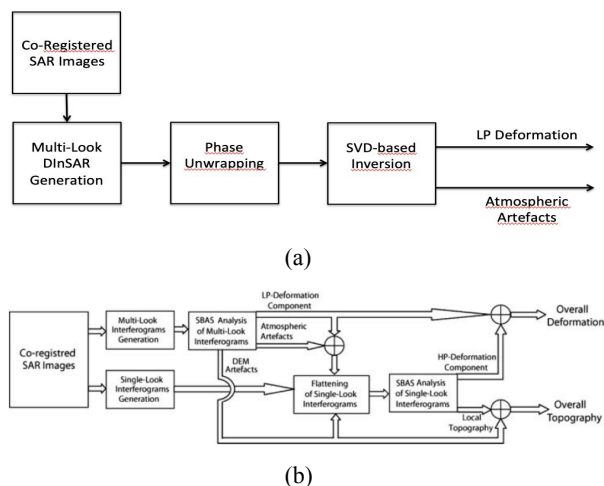 Co-Registered
SAR Images
Multi-Look
DInSAR
Generation
Phase
Unwrapping
SVD-based
Inversion
LP Deformation
Atmospheric
Artefacts
(a)
Co-registred
SAR Images
Multi-Look
Interferograms
Generation
SBAS Analysis
of Multi-Look
Interferograms
LP-Deformation
Component
Atmospheric
Artefacts
DEM
Artefacts
Single-Look
Interferograms
Generation
Flattening
of Single-Look
Interferograms
SBAS Analysis
of Single-Look
Interferograms
HP-Deformation
Component
Local
Topography
Overall
Deformation
Overall
Topography
(b)